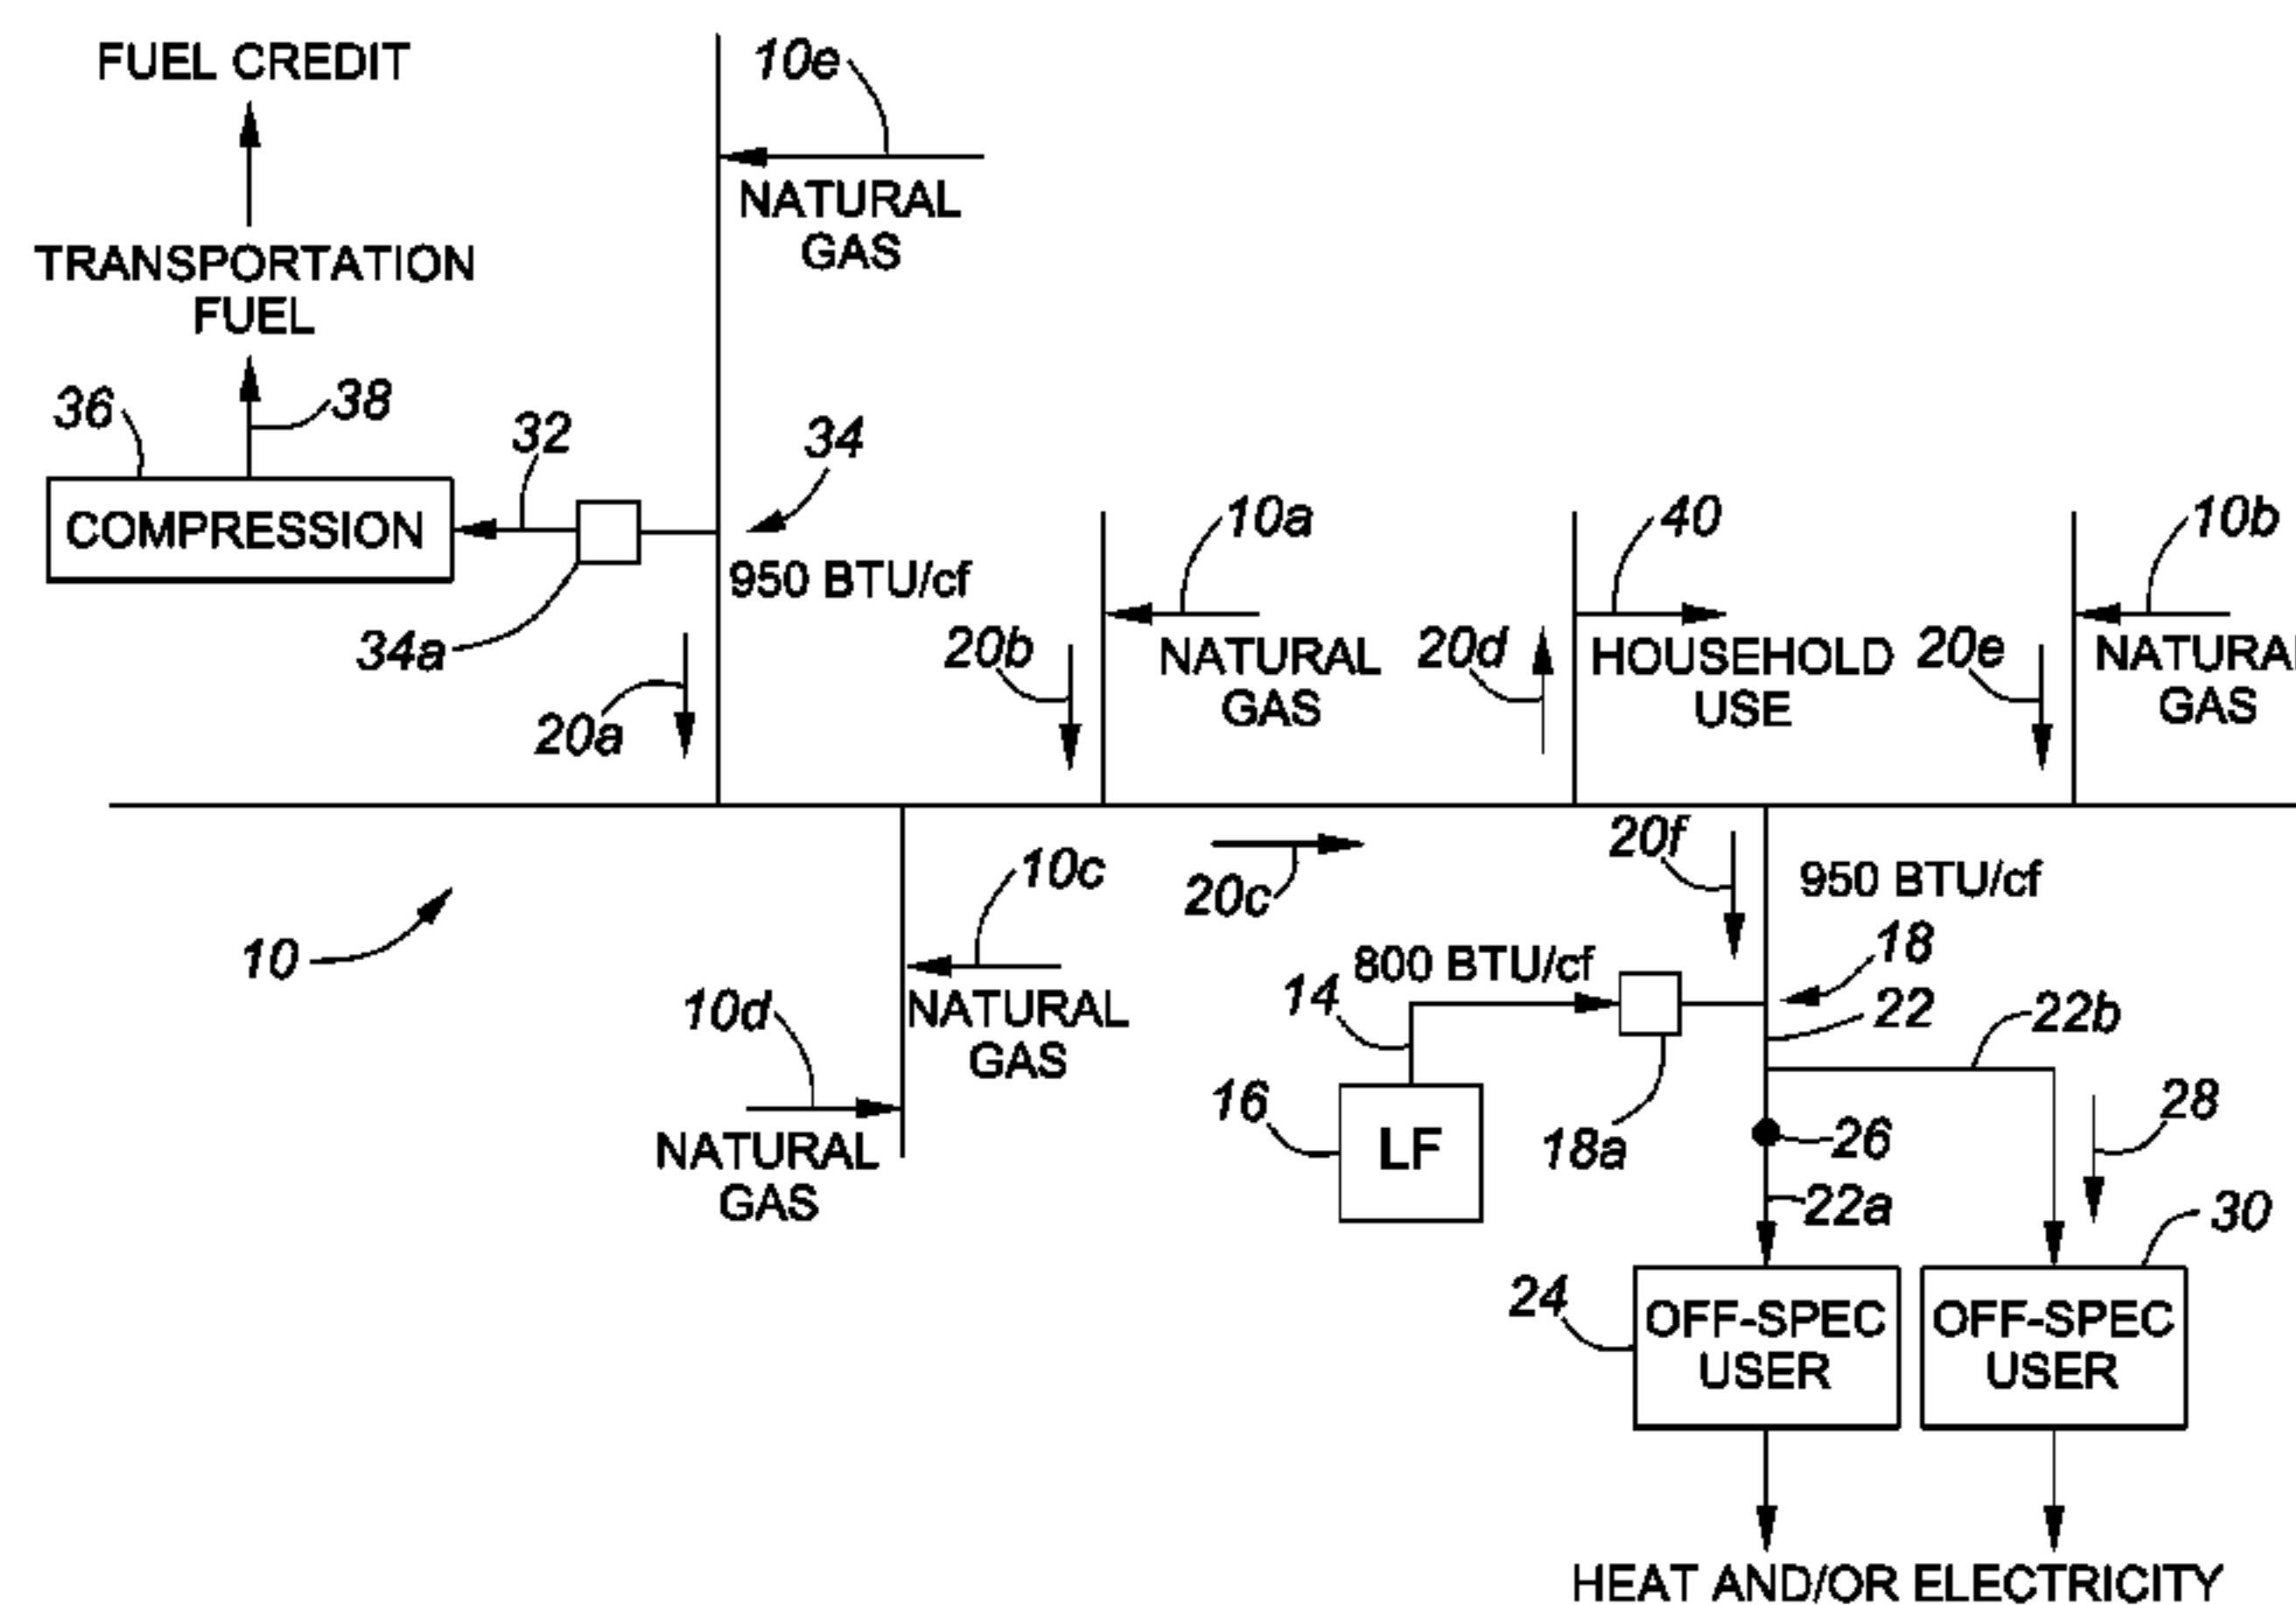 FUEL CREDIT
10e
NATURAL
GAS
TRANSPORTATION
FUEL
36
38
32
34
COMPRESSION
10a
40
10b
950 BTU/cf
34a
20a
20b
NATURAL
GAS
20d
HOUSEHOLD
USE
20e
NATURAL
GAS
10c
20c
20f
950 BTU/cf
10
10d
NATURAL
GAS
14
800 BTU/cf
18
22
22b
NATURAL
GAS
16
LF
18a
26
28
22a
30
24
OFF-SPEC
USER
OFF-SPEC
USER
HEAT AND/OR ELECTRICITY